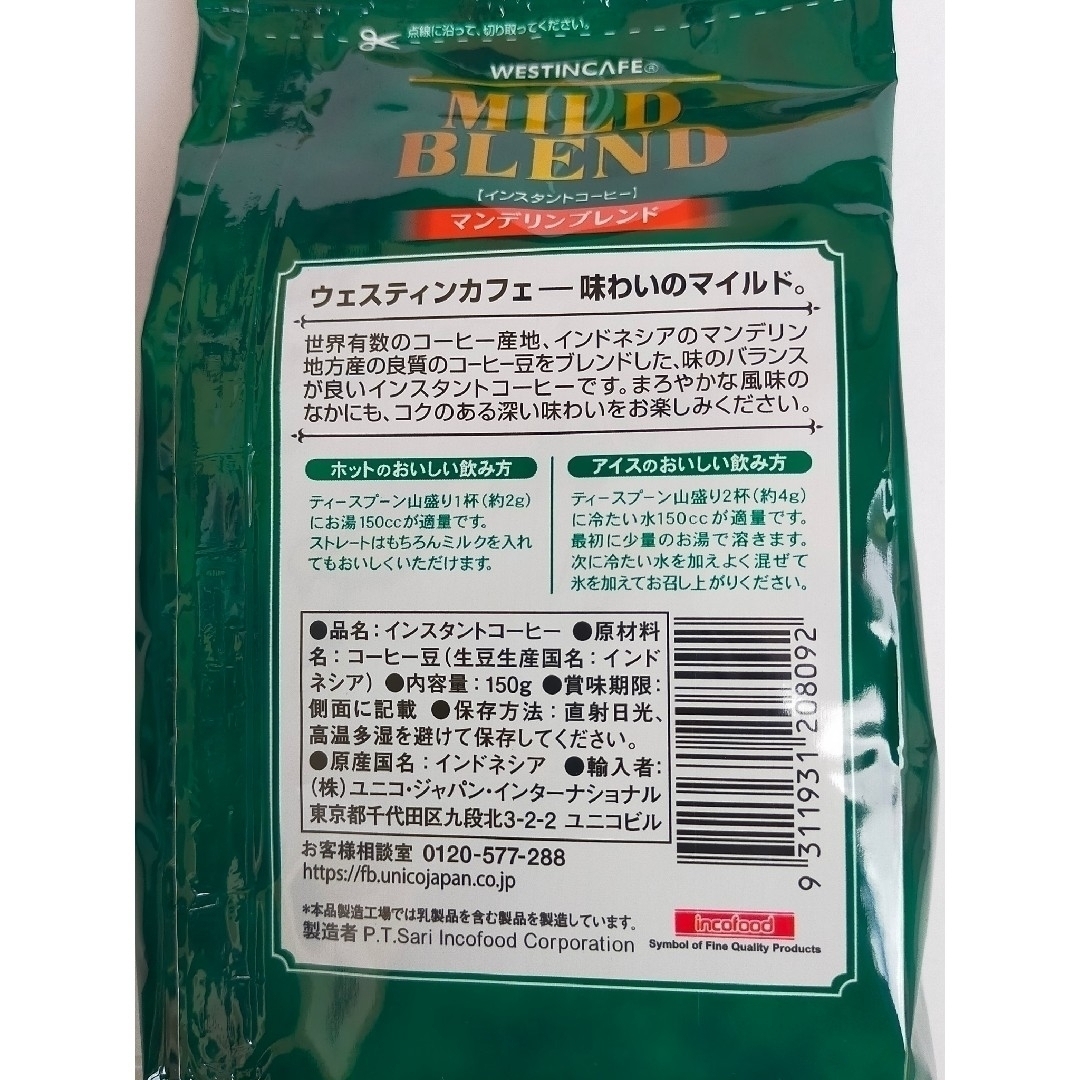 点線に沿って、切り取ってください。
WESTINCAFE®
MILD
BLEND
【インスタントコーヒー】
マンデリンブレンド
ウェスティンカフェ―味わいのマイルド。
世界有数のコーヒー産地、インドネシアのマンデリン
地方産の良質のコーヒー豆をブレンドした、味のバランス
が良いインスタントコーヒーです。まろやかな風味の
なかにも、コクのある深い味わいをお楽しみください。
ホットのおいしい飲み方
ティースプーン山盛り1杯(約2g)
にお湯150ccが適量です。
ストレートはもちろんミルクを入れ
てもおいしくいただけます。
アイスのおいしい飲み方
ティースプーン山盛り2杯(約4g)
に冷たい水150ccが適量です。
最初に少量のお湯で溶きます。
次に冷たい水を加えよく混ぜて
氷を加えてお召し上がりください。
●品名：インスタントコーヒー ●原材料
名：コーヒー豆(生豆生産国名：インド
ネシア) ●内容量：150g ●賞味期限：
側面に記載 ●保存方法：直射日光、
高温多湿を避けて保存してください。
●原産国名：インドネシア ●輸入者：
(株)ユニコ・ジャパン・インターナショナル
東京都千代田区九段北3-2-2 ユニコビル
9 311931 208092
お客様相談室 0120-577-288
https://fb.unicojapan.co.jp
*本品製造工場では乳製品を含む製品を製造しています。
製造者 P.T.Sari Incofood Corporation
incofood
Symbol of Fine Quality Products